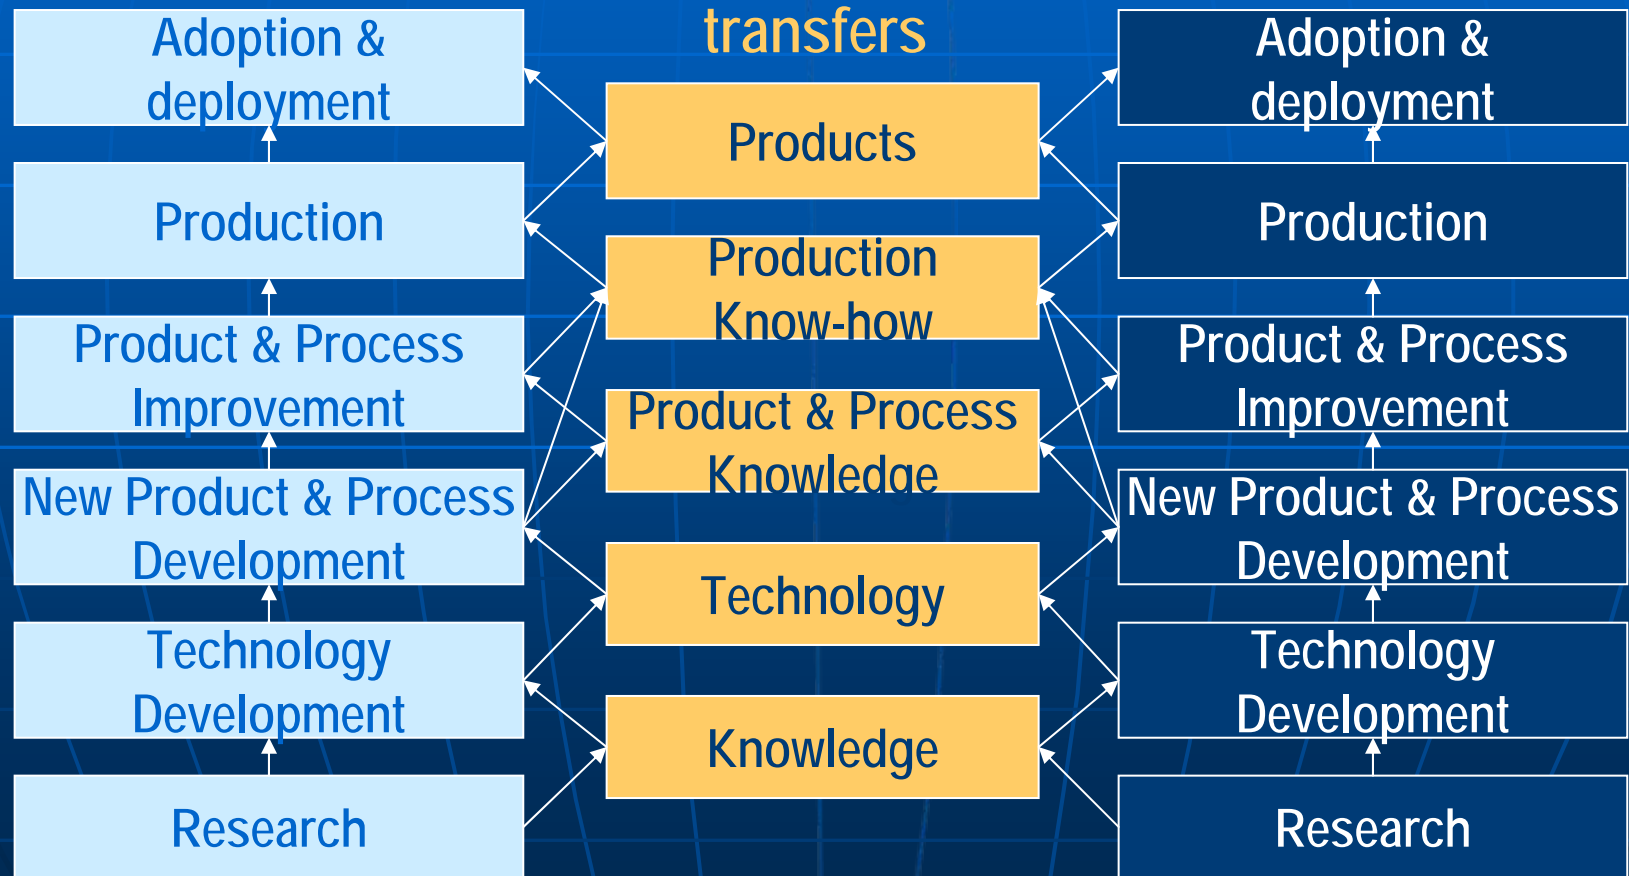 transfers
Adoption &
deployment
Production
Product & Process
Improvement
New Product & Process
Development
Technology
Development
Research
Products
Production
Know-how
Product & Process
Knowledge
Technology
Knowledge
Adoption &
deployment
Production
Product & Process
Improvement
New Product & Process
Development
Technology
Development
Research